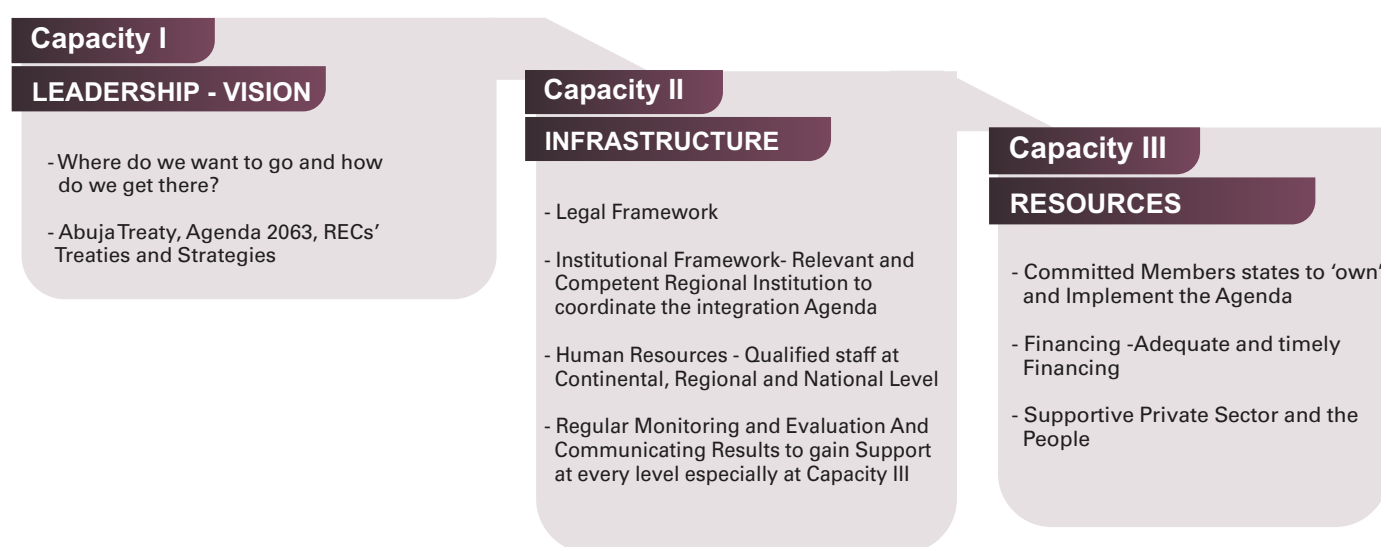 Capacity I
LEADERSHIP - VISION
- Where do we want to go and how
do we get there?
- Abuja Treaty, Agenda 2063, RECs'
Treaties and Strategies
Capacity II
INFRASTRUCTURE
- Legal Framework
- Institutional Framework- Relevant and
Competent Regional Institution to
coordinate the integration Agenda
- Human Resources - Qualified staff at
Continental, Regional and National Level
- Regular Monitoring and Evaluation And
Communicating Results to gain Support
at every level especially at Capacity III
Capacity III
RESOURCES
- Committed Members states to ‘own’
and Implement the Agenda
- Financing -Adequate and timely
Financing
- Supportive Private Sector and the
People